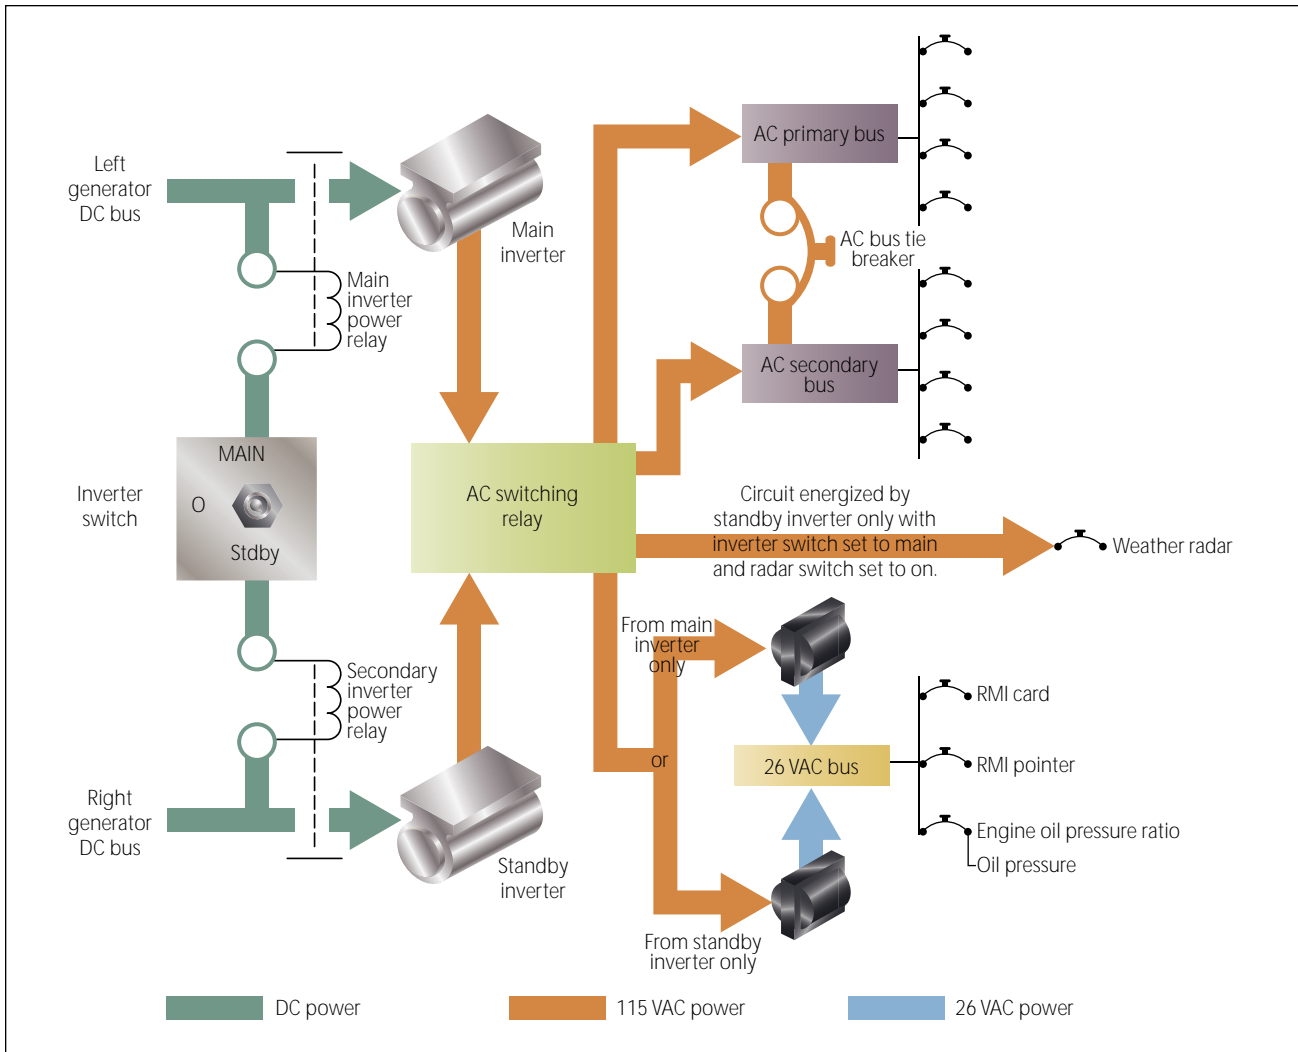 Left
generator
DC bus
Main
inverter
Main
inverter
power
relay
AC primary bus
AC bus tie
breaker
AC secondary
bus
MAIN
O
Stdby
Inverter
switch
AC switching
relay
Circuit energized by
standby inverter only with
inverter switch set to main
and radar switch set to on.
Weather radar
From main
inverter
only
Secondary
inverter
power
relay
or
26 VAC bus
RMI card
RMI pointer
Engine oil pressure ratio
Oil pressure
Right
generator
DC bus
Standby
inverter
From standby
inverter only
DC power
115 VAC power
26 VAC power